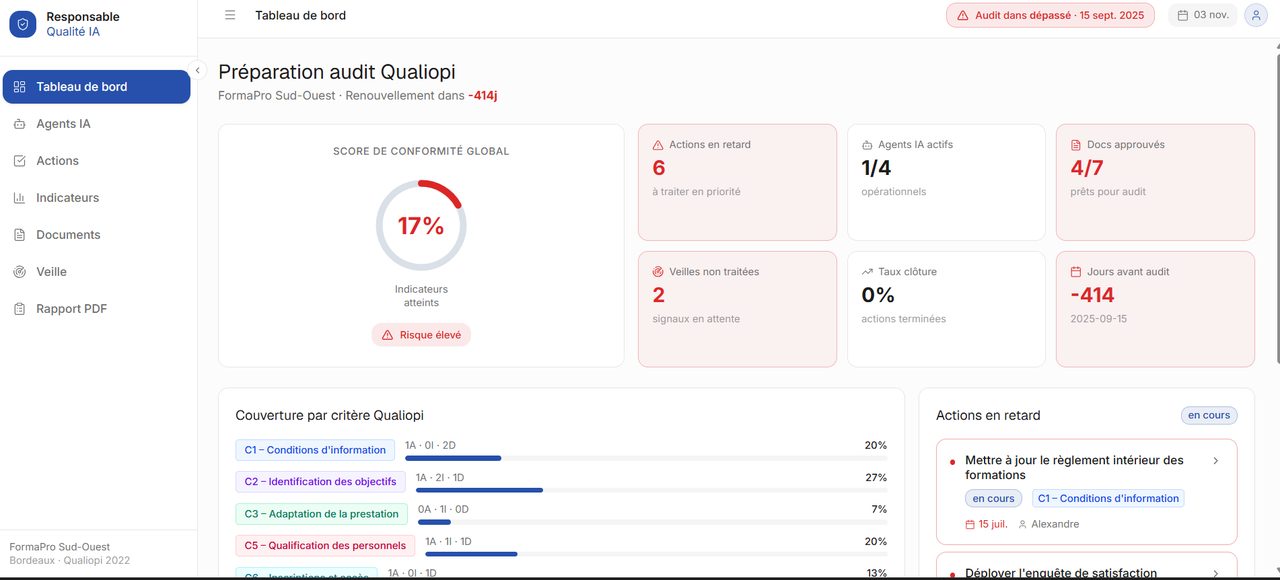 Responsable
Qualité IA
Tableau de bord
Audit dans dépassé · 15 sept. 2025
03 nov.
Tableau de bord
Agents IA
Actions
Indicateurs
Documents
Veille
Rapport PDF
FormaPro Sud-Ouest
Bordeaux · Qualiopi 2022
Préparation audit Qualiopi
FormaPro Sud-Ouest · Renouvellement dans -414j
SCORE DE CONFORMITÉ GLOBAL
17%
Indicateurs
atteints
Risque élevé
Actions en retard
6
à traiter en priorité
Agents IA actifs
1/4
opérationnels
Docs approuvés
4/7
prêts pour audit
Veilles non traitées
2
signaux en attente
Taux clôture
0%
actions terminées
Jours avant audit
-414
2025-09-15
Couverture par critère Qualiopi
C1 – Conditions d'information 1A · 0I · 2D 20%
C2 – Identification des objectifs 1A · 2I · 1D 27%
C3 – Adaptation de la prestation 0A · 1I · 0D 7%
C5 – Qualification des personnels 1A · 1I · 1D 20%
C6 – Inscriptions et accès 1A · 0I · 1D 13%
Actions en retard
en cours
Mettre à jour le règlement intérieur des
formations
en cours C1 – Conditions d'information
15 juil. Alexandre
Déployer l'enquête de satisfaction